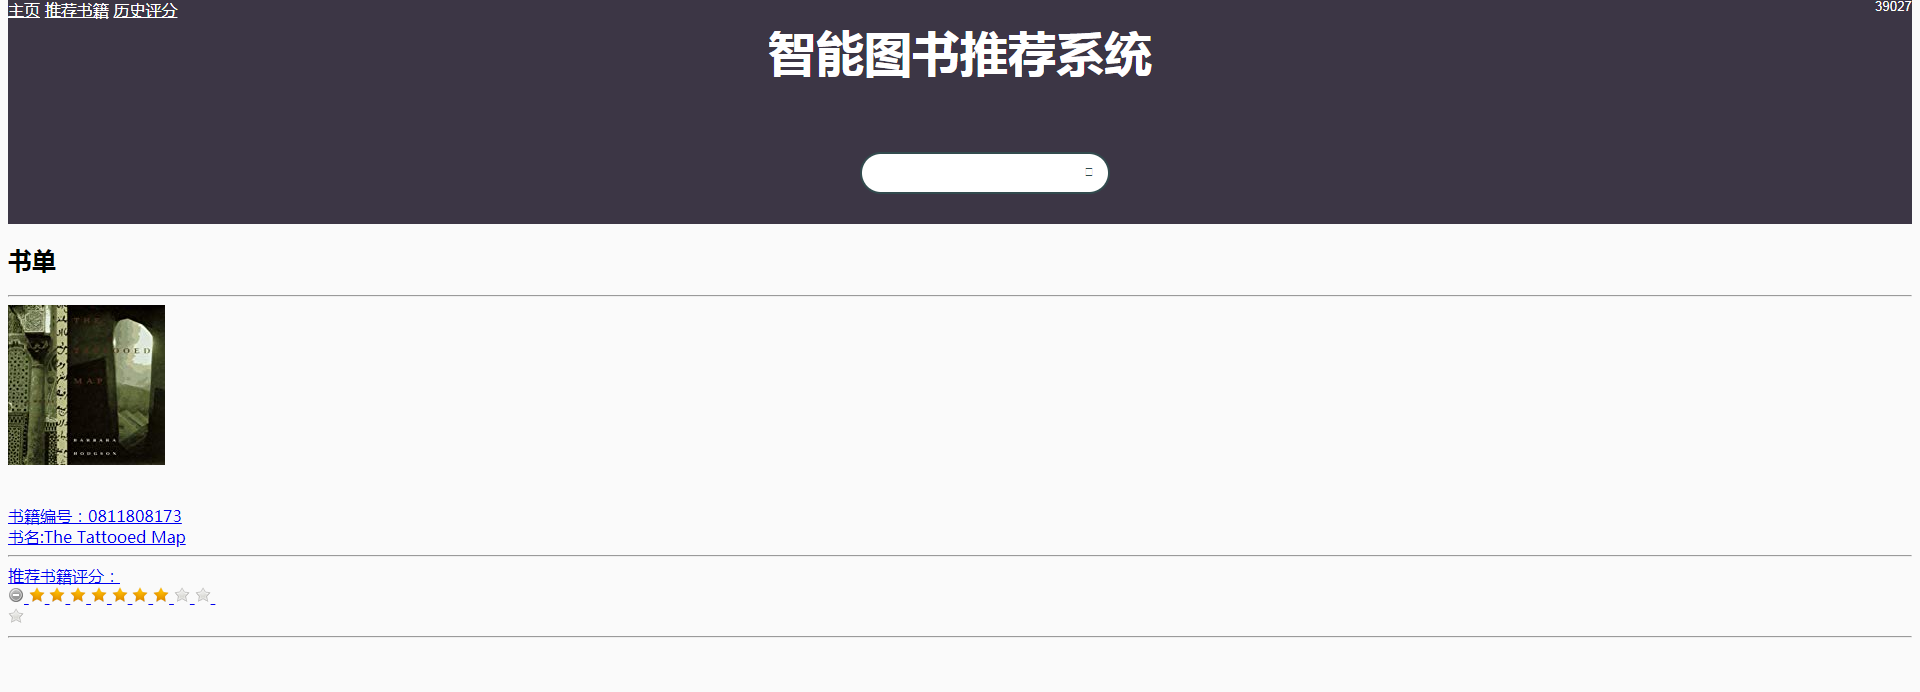 主页 推荐书籍 历史评分
39027
智能图书推荐系统
书单
THE
TATTOOED
MAP
BARBARA
HODGSON
书籍编号：0811808173
书名:The Tattooed Map
推荐书籍评分：